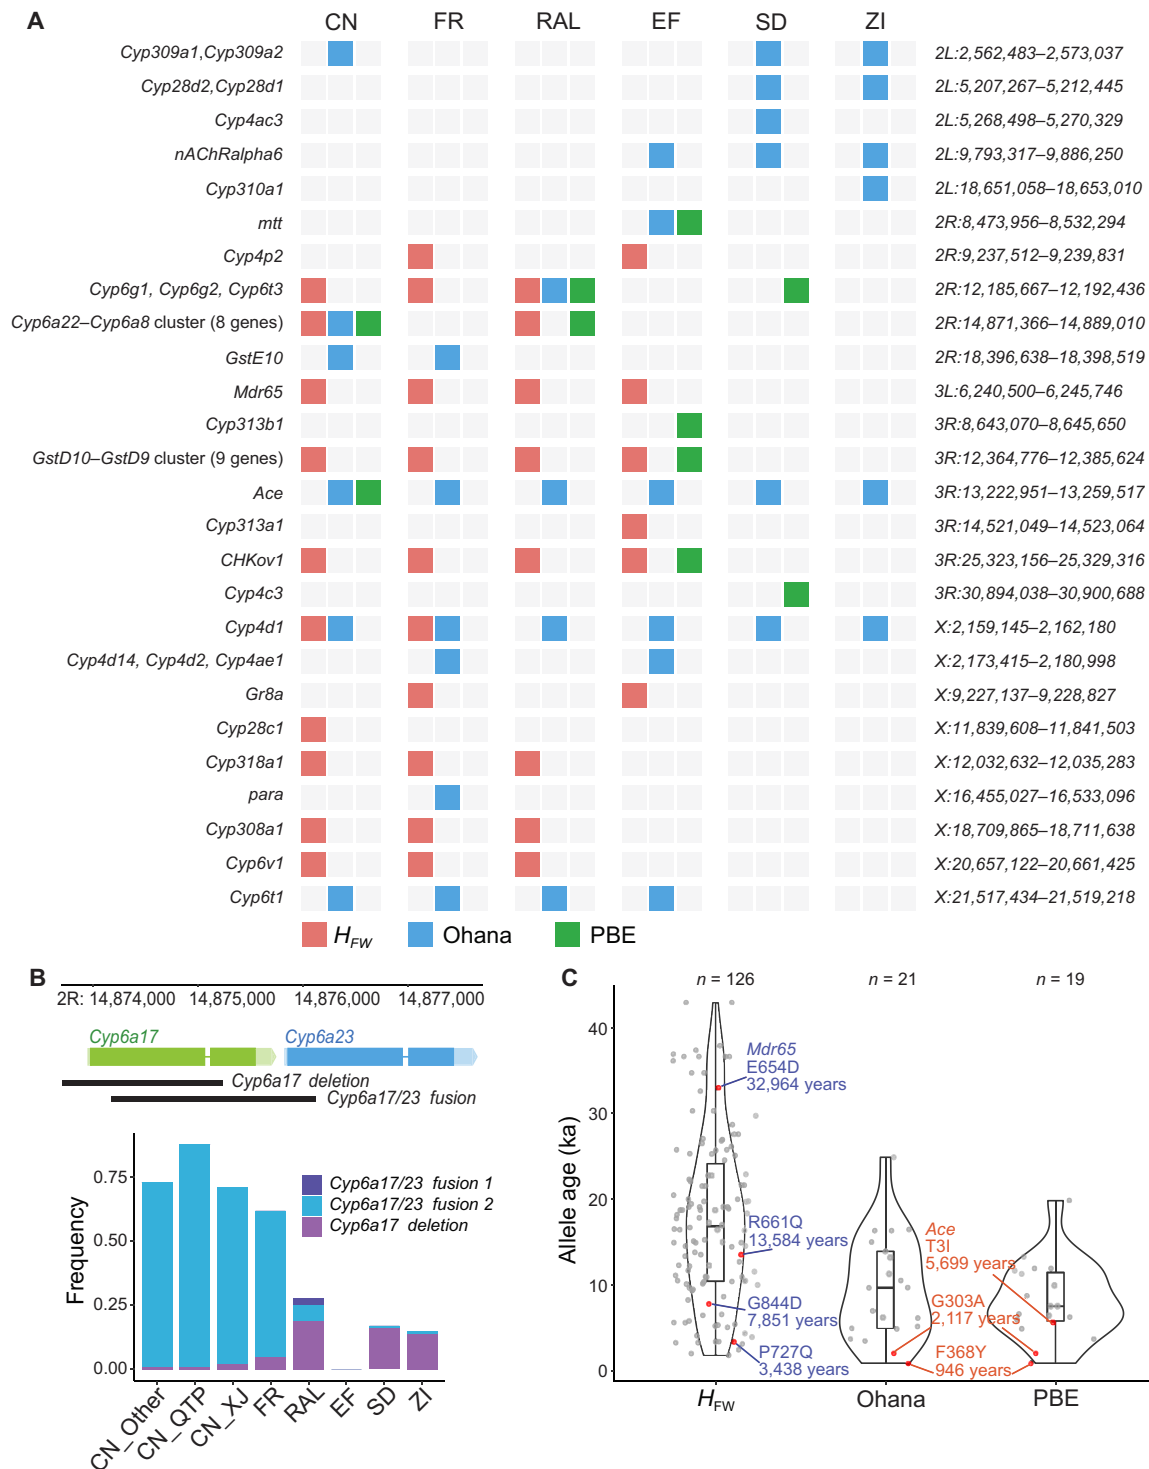 A
CN FR RAL EF SD ZI
Cyp309a1,Cyp309a2 2L:2,562,483–2,573,037
Cyp28d2,Cyp28d1 2L:5,207,267–5,212,445
Cyp4ac3 2L:5,268,498–5,270,329
nAChRalpha6 2L:9,793,317–9,886,250
Cyp310a1 2L:18,651,058–18,653,010
mtt 2R:8,473,956–8,532,294
Cyp4p2 2R:9,237,512–9,239,831
Cyp6g1, Cyp6g2, Cyp6t3 2R:12,185,667–12,192,436
Cyp6a22–Cyp6a8 cluster (8 genes) 2R:14,871,366–14,889,010
GstE10 2R:18,396,638–18,398,519
Mdr65 3L:6,240,500–6,245,746
Cyp313b1 3R:8,643,070–8,645,650
GstD10–GstD9 cluster (9 genes) 3R:12,364,776–12,385,624
Ace 3R:13,222,951–13,259,517
Cyp313a1 3R:14,521,049–14,523,064
CHKov1 3R:25,323,156–25,329,316
Cyp4c3 3R:30,894,038–30,900,688
Cyp4d1 X:2,159,145–2,162,180
Cyp4d14, Cyp4d2, Cyp4ae1 X:2,173,415–2,180,998
Gr8a X:9,227,137–9,228,827
Cyp28c1 X:11,839,608–11,841,503
Cyp318a1 X:12,032,632–12,035,283
para X:16,455,027–16,533,096
Cyp308a1 X:18,709,865–18,711,638
Cyp6v1 X:20,657,122–20,661,425
Cyp6t1 X:21,517,434–21,519,218
HFW Ohana PBE
B
2R: 14,874,000 14,875,000 14,876,000 14,877,000
Cyp6a17 Cyp6a23
Cyp6a17 deletion
Cyp6a17/23 fusion
Frequency
0.75
0.50
0.25
0.00
Cyp6a17/23 fusion 1
Cyp6a17/23 fusion 2
Cyp6a17 deletion
CN_Other CN_QTP CN_XJ FR RAL EF SD ZI
C
n = 126 n = 21 n = 19
Allele age (ka)
40
30
20
10
0
Mdr65
E654D
32,964 years
R661Q
13,584 years
G844D
7,851 years
P727Q
3,438 years
Ace
T3I
5,699 years
G303A
2,117 years
F368Y
946 years
HFW Ohana PBE